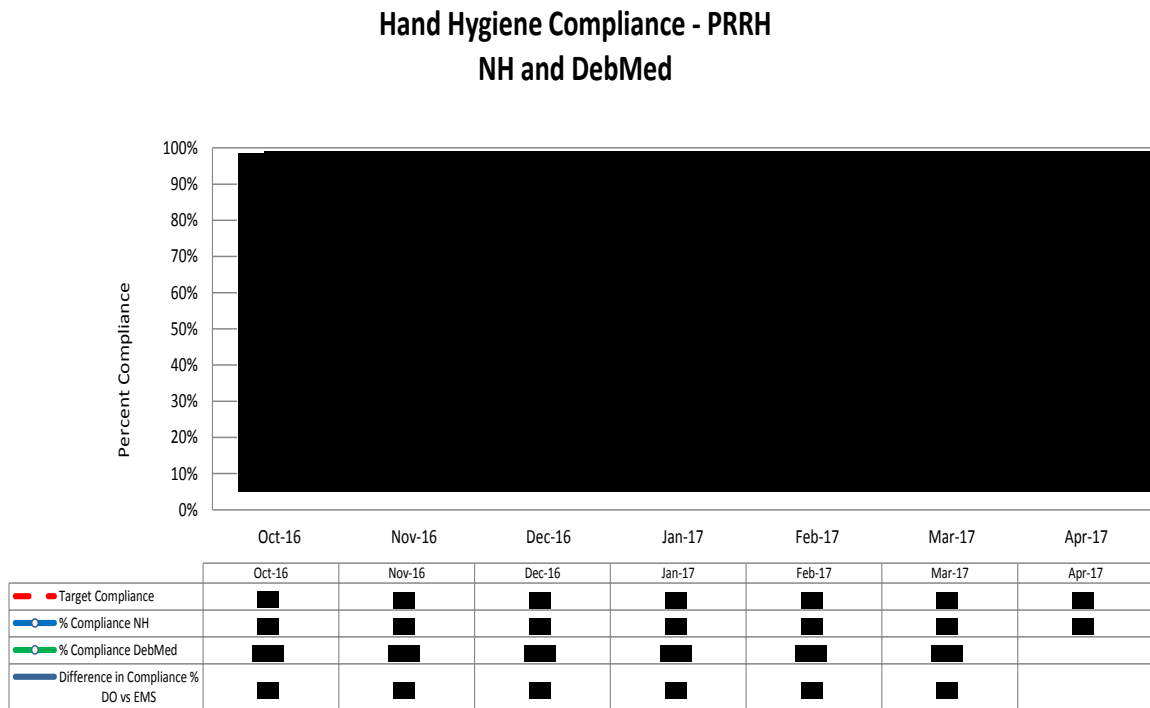 Hand Hygiene Compliance - PRRH
NH and DebMed
100%
90%
80%
70%
60%
50%
40%
30%
20%
10%
0%
Percent Compliance
Oct-16 Nov-16 Dec-16 Jan-17 Feb-17 Mar-17 Apr-17
Oct-16 Nov-16 Dec-16 Jan-17 Feb-17 Mar-17 Apr-17
Target Compliance
% Compliance NH
% Compliance DebMed
Difference in Compliance %
DO vs EMS